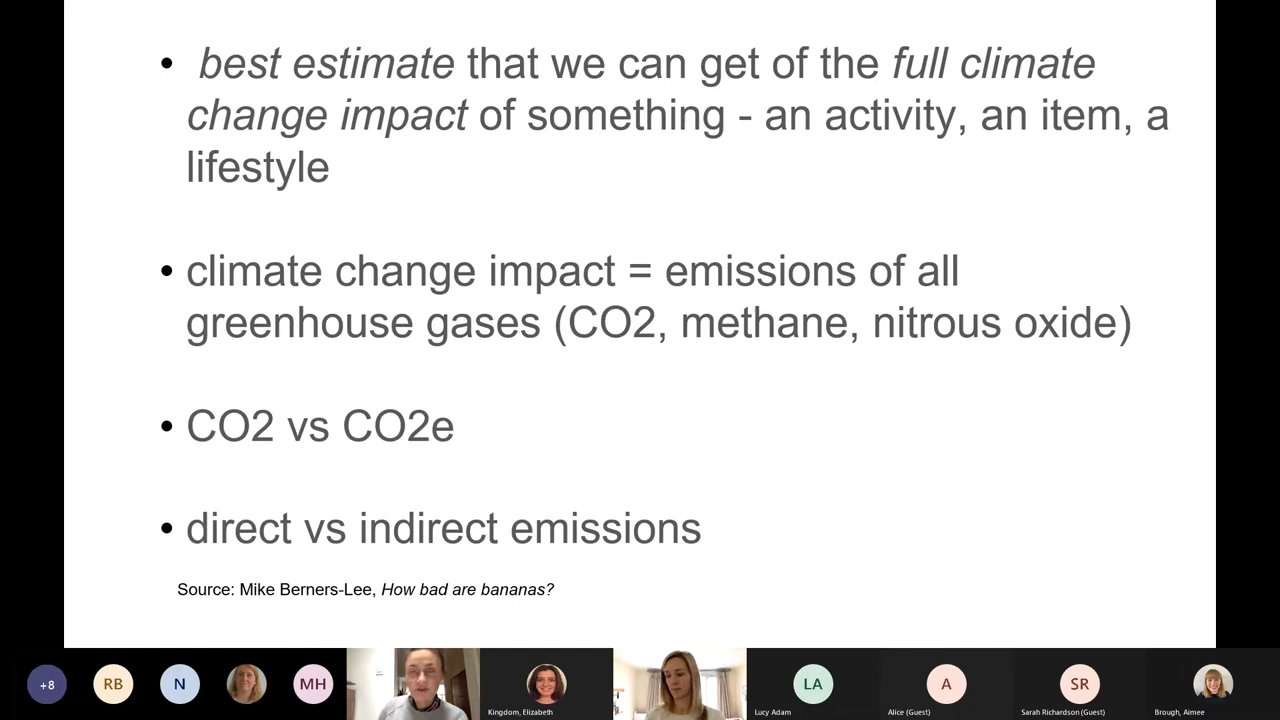 • best estimate that we can get of the full climate
change impact of something - an activity, an item, a
lifestyle
• climate change impact = emissions of all
greenhouse gases (CO2, methane, nitrous oxide)
• CO2 vs CO2e
• direct vs indirect emissions
Source: Mike Berners-Lee, How bad are bananas?
+8
RB
N
MH
Kingdom, Elizabeth
LA
Lucy Adam
A
Alice (Guest)
SR
Sarah Richardson (Guest)
Brough, Aimee